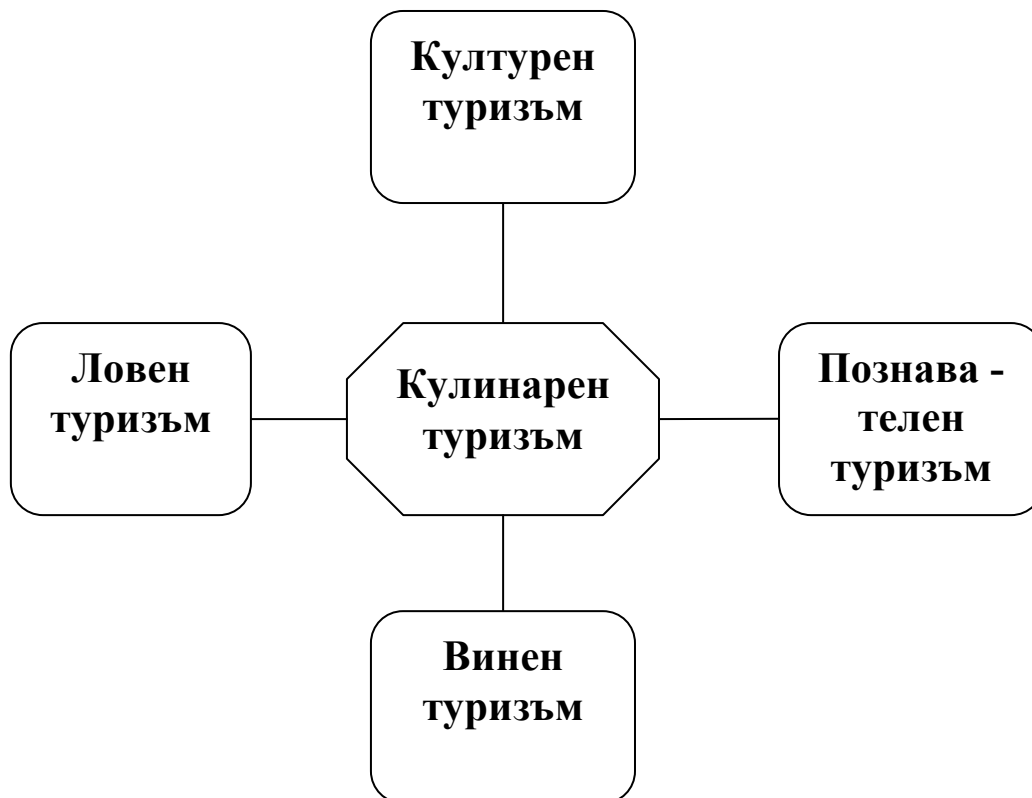 Културен
туризъм
Ловен
туризъм
Кулинарен
туризъм
Познава -
телен
туризъм
Винен
туризъм